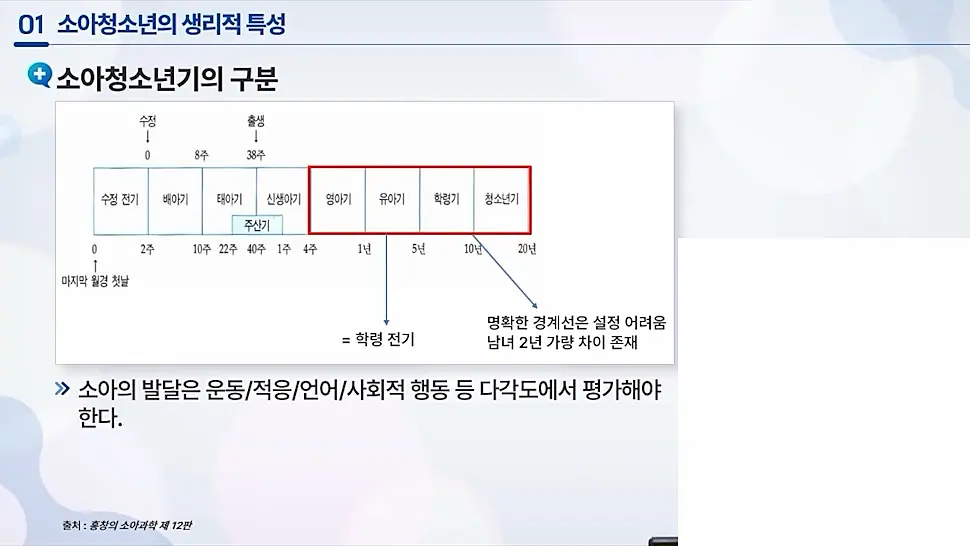 01 소아청소년의 생리적 특성
소아청소년기의 구분
수정 출생
0 8주 38주
수정 전기 배아기 태아기 신생아기 영아기 유아기 학령기 청소년기
주산기
0 2주 10주 22주 40주 1주 4주 1년 5년 10년 20년
마지막 월경 첫날
= 학령 전기
명확한 경계선은 설정 어려움
남녀 2년 가량 차이 존재
소아의 발달은 운동/적응/언어/사회적 행동 등 다각도에서 평가해야
한다.
출처 : 홍창의 소아과학 제 12판